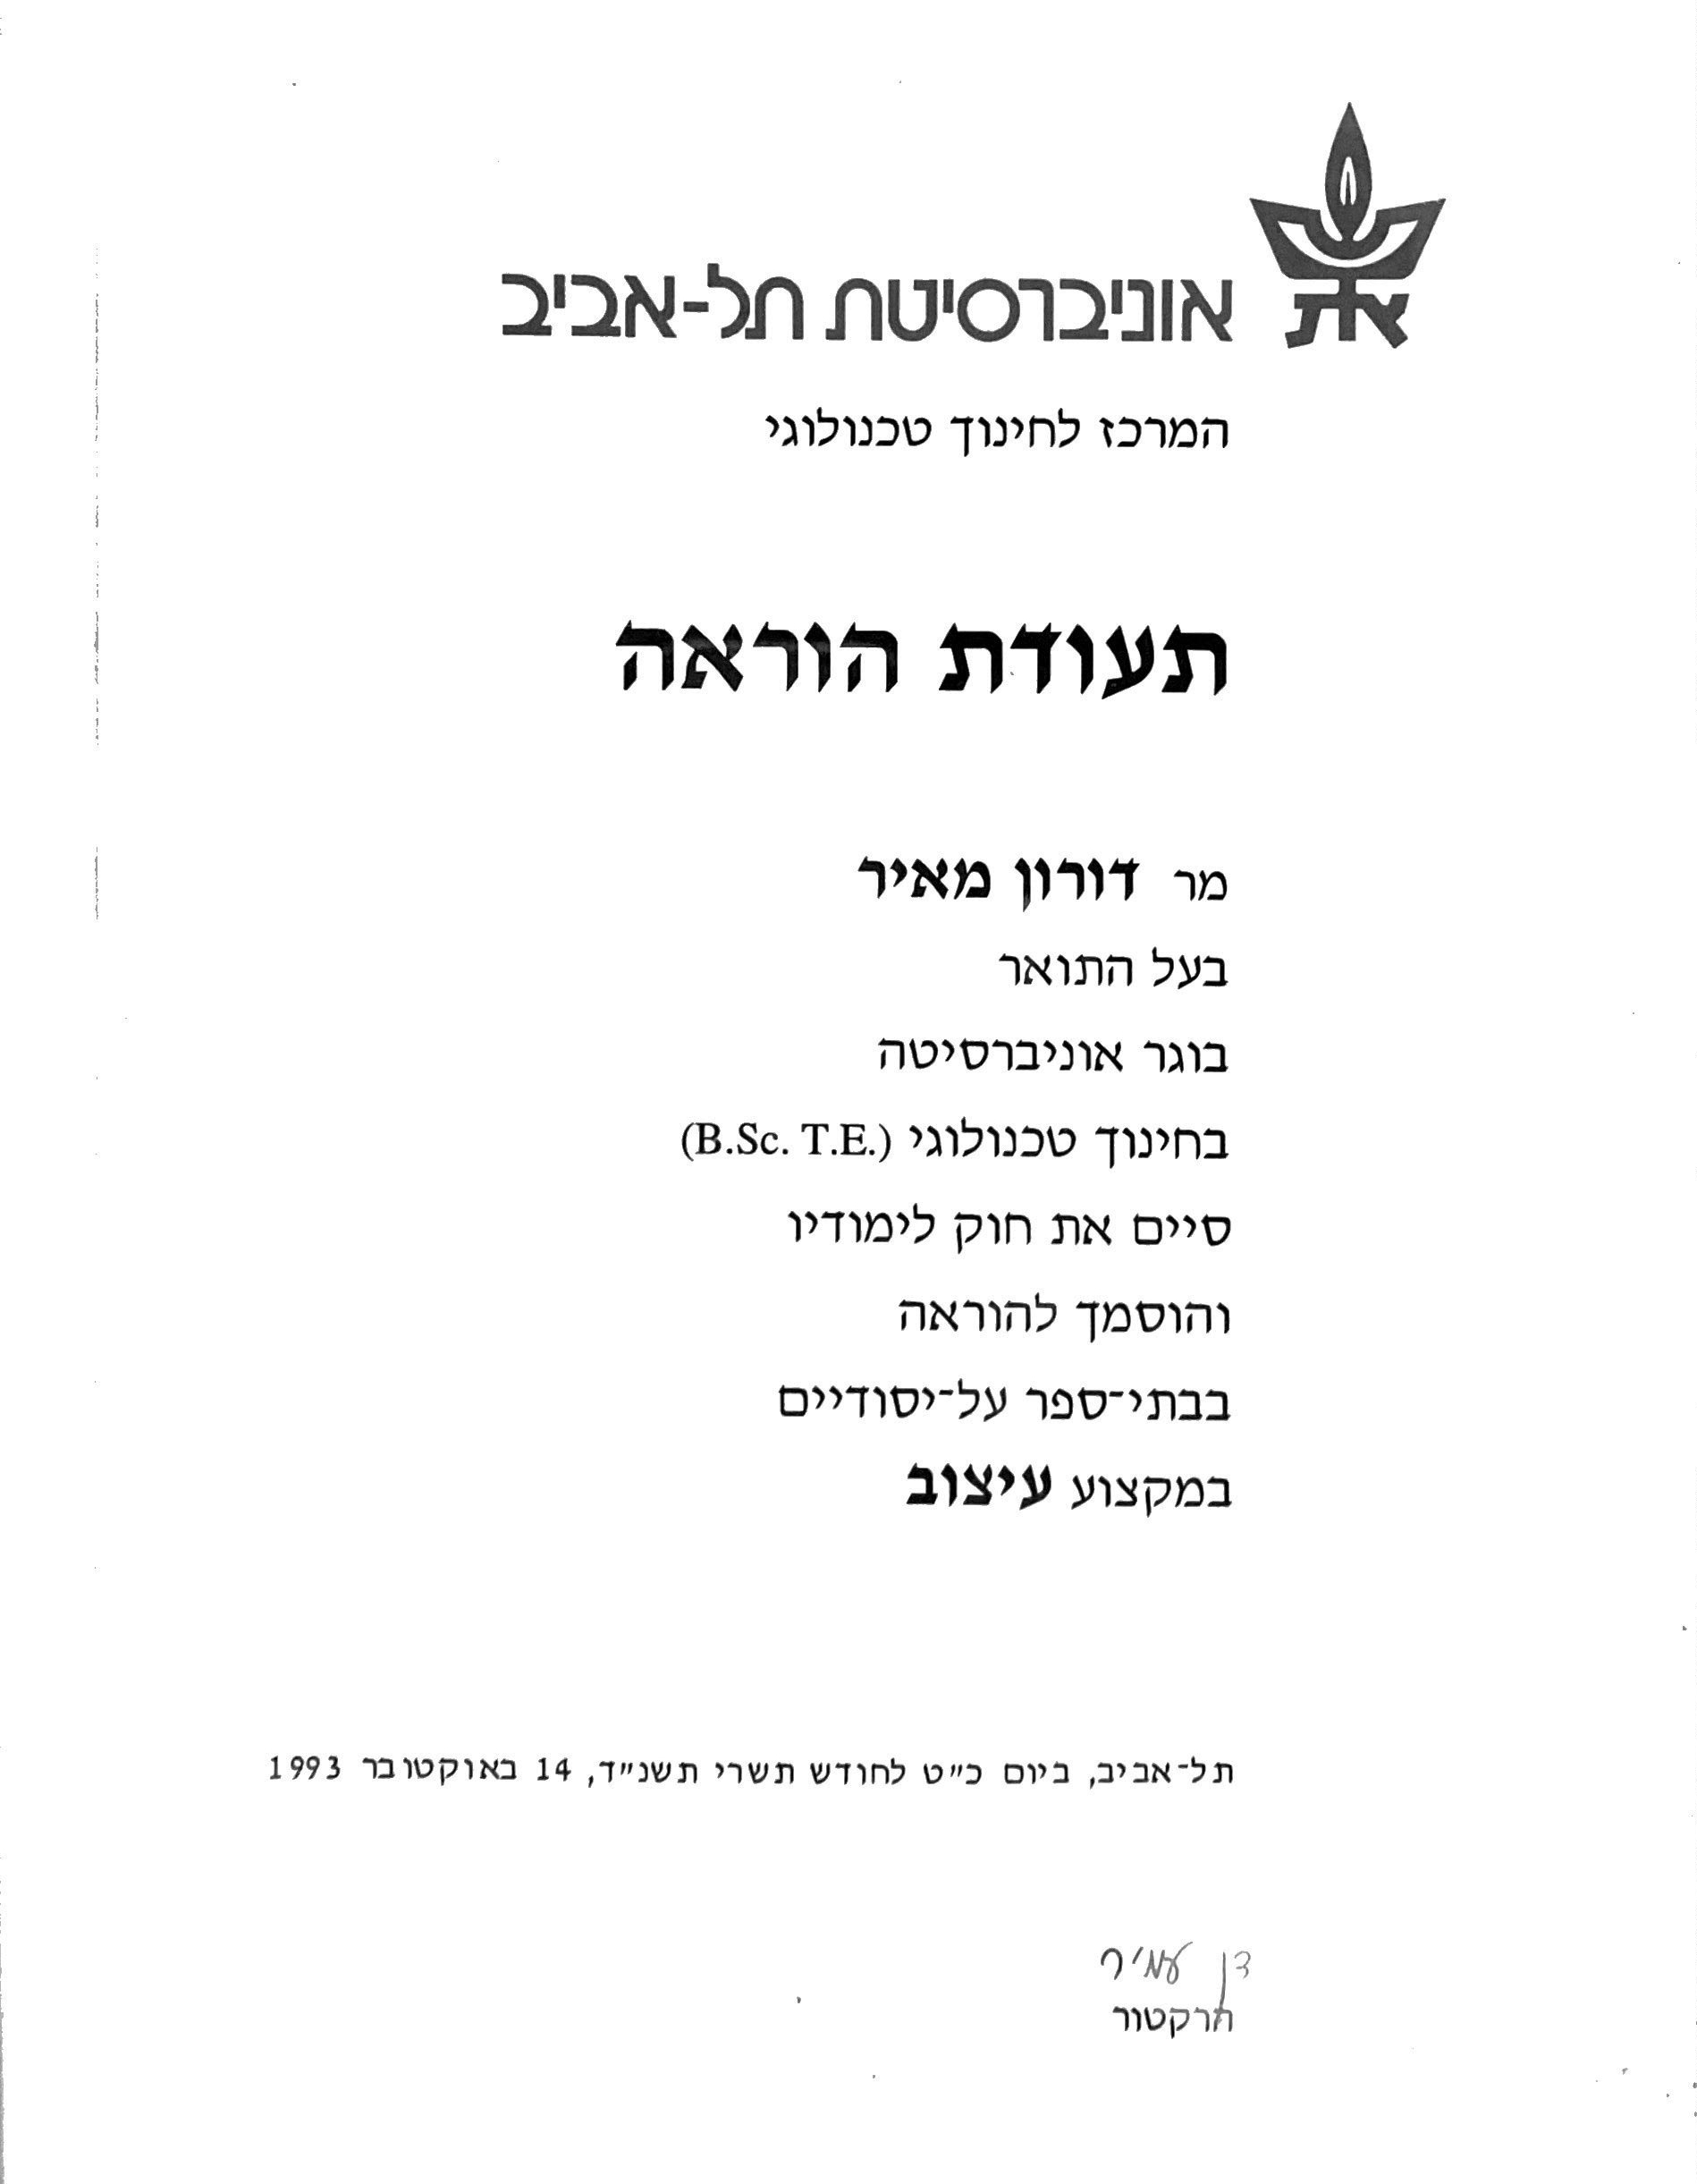 אוניברסיטת תל-אביב
את
המרכז לחינוך טכנולוגי
תעודת הוראה
מר דורון מאיר
בעל התואר
בוגר אוניברסיטה
בחינוך טכנולוגי (B.Sc. T.E.)
סיים את חוק לימודיו
והוסמך להוראה
בבתי-ספר על-יסודיים
במקצוע עיצוב
תל-אביב, ביום כ"ט לחודש תשרי תשנ"ד, 14 באוקטובר 1993
דן עמיר
הרקטור